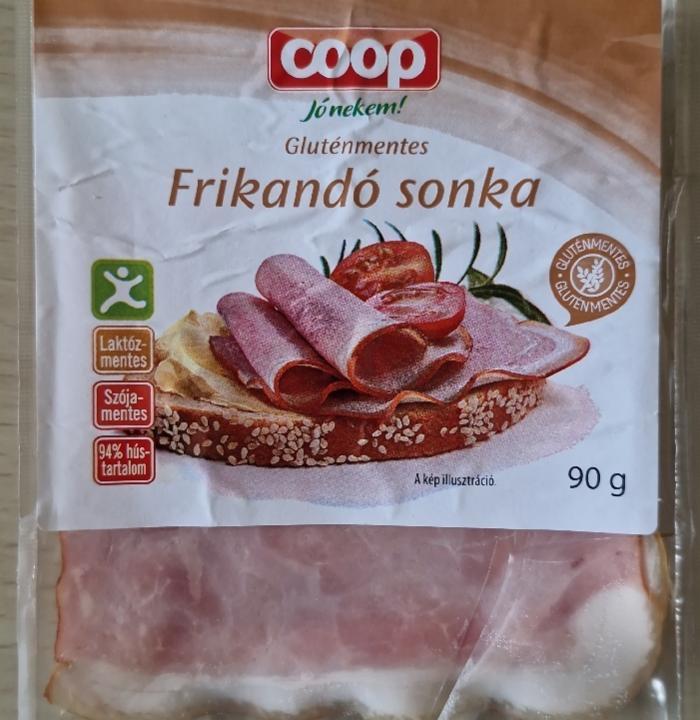 coop
Jó nekem!
Gluténmentes
Frikandó sonka
GLUTÉNMENTES
GLUTÉNMENTES
Laktóz-
mentes
Szója-
mentes
94% hús-
tartalom
A kép illusztráció.
90 g